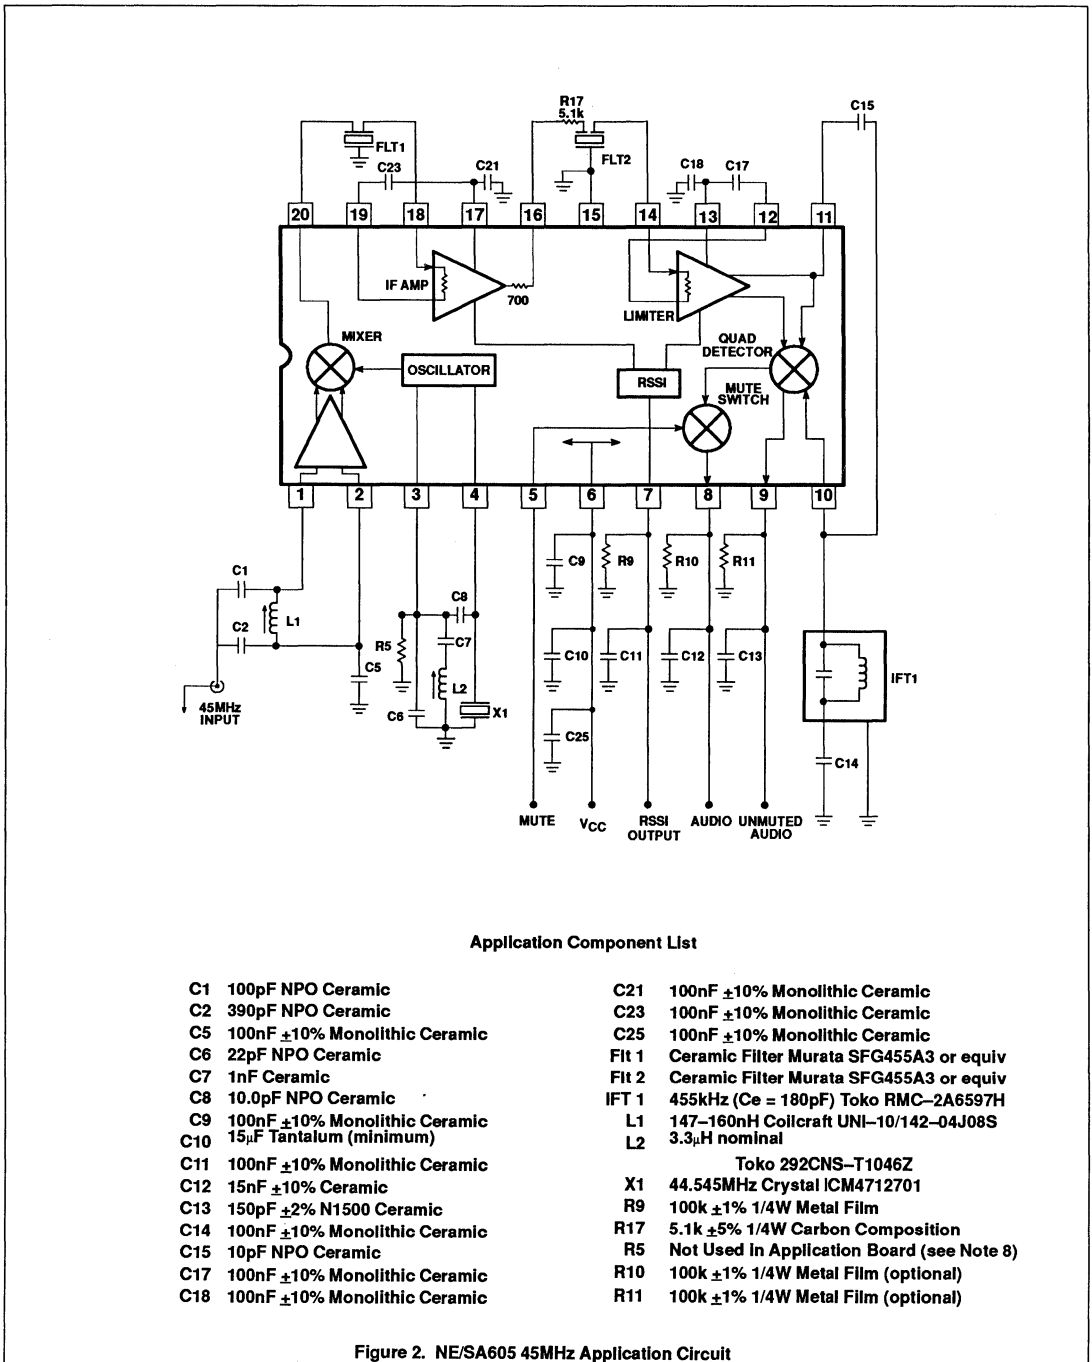 R17
5.1k
C15
FLT1
FLT2
C23
C21
C18
C17
20
19
18
17
16
15
14
13
12
11
IF AMP
700
LIMITER
MIXER
OSCILLATOR
RSSI
QUAD
DETECTOR
MUTE
SWITCH
1
2
3
4
5
6
7
8
9
10
C1
C2
L1
C5
45MHz
INPUT
R5
C6
C8
C7
L2
X1
C9
R9
R10
R11
C10
C11
C12
C13
C25
IFT1
C14
MUTE
VCC
RSSI
OUTPUT
AUDIO
UNMUTED
AUDIO
Application Component List
C1 100pF NPO Ceramic
C2 390pF NPO Ceramic
C5 100nF ±10% Monolithic Ceramic
C6 22pF NPO Ceramic
C7 1nF Ceramic
C8 10.0pF NPO Ceramic
C9 100nF ±10% Monolithic Ceramic
C10 15μF Tantalum (minimum)
C11 100nF ±10% Monolithic Ceramic
C12 15nF ±10% Ceramic
C13 150pF ±2% N1500 Ceramic
C14 100nF ±10% Monolithic Ceramic
C15 10pF NPO Ceramic
C17 100nF ±10% Monolithic Ceramic
C18 100nF ±10% Monolithic Ceramic
C21 100nF ±10% Monolithic Ceramic
C23 100nF ±10% Monolithic Ceramic
C25 100nF ±10% Monolithic Ceramic
Flt 1 Ceramic Filter Murata SFG455A3 or equiv
Flt 2 Ceramic Filter Murata SFG455A3 or equiv
IFT 1 455kHz (Ce = 180pF) Toko RMC–2A6597H
L1 147–160nH Coilcraft UNI–10/142–04J08S
L2 3.3μH nominal
Toko 292CNS–T1046Z
X1 44.545MHz Crystal ICM4712701
R9 100k ±1% 1/4W Metal Film
R17 5.1k ±5% 1/4W Carbon Composition
R5 Not Used in Application Board (see Note 8)
R10 100k ±1% 1/4W Metal Film (optional)
R11 100k ±1% 1/4W Metal Film (optional)
Figure 2. NE/SA605 45MHz Application Circuit